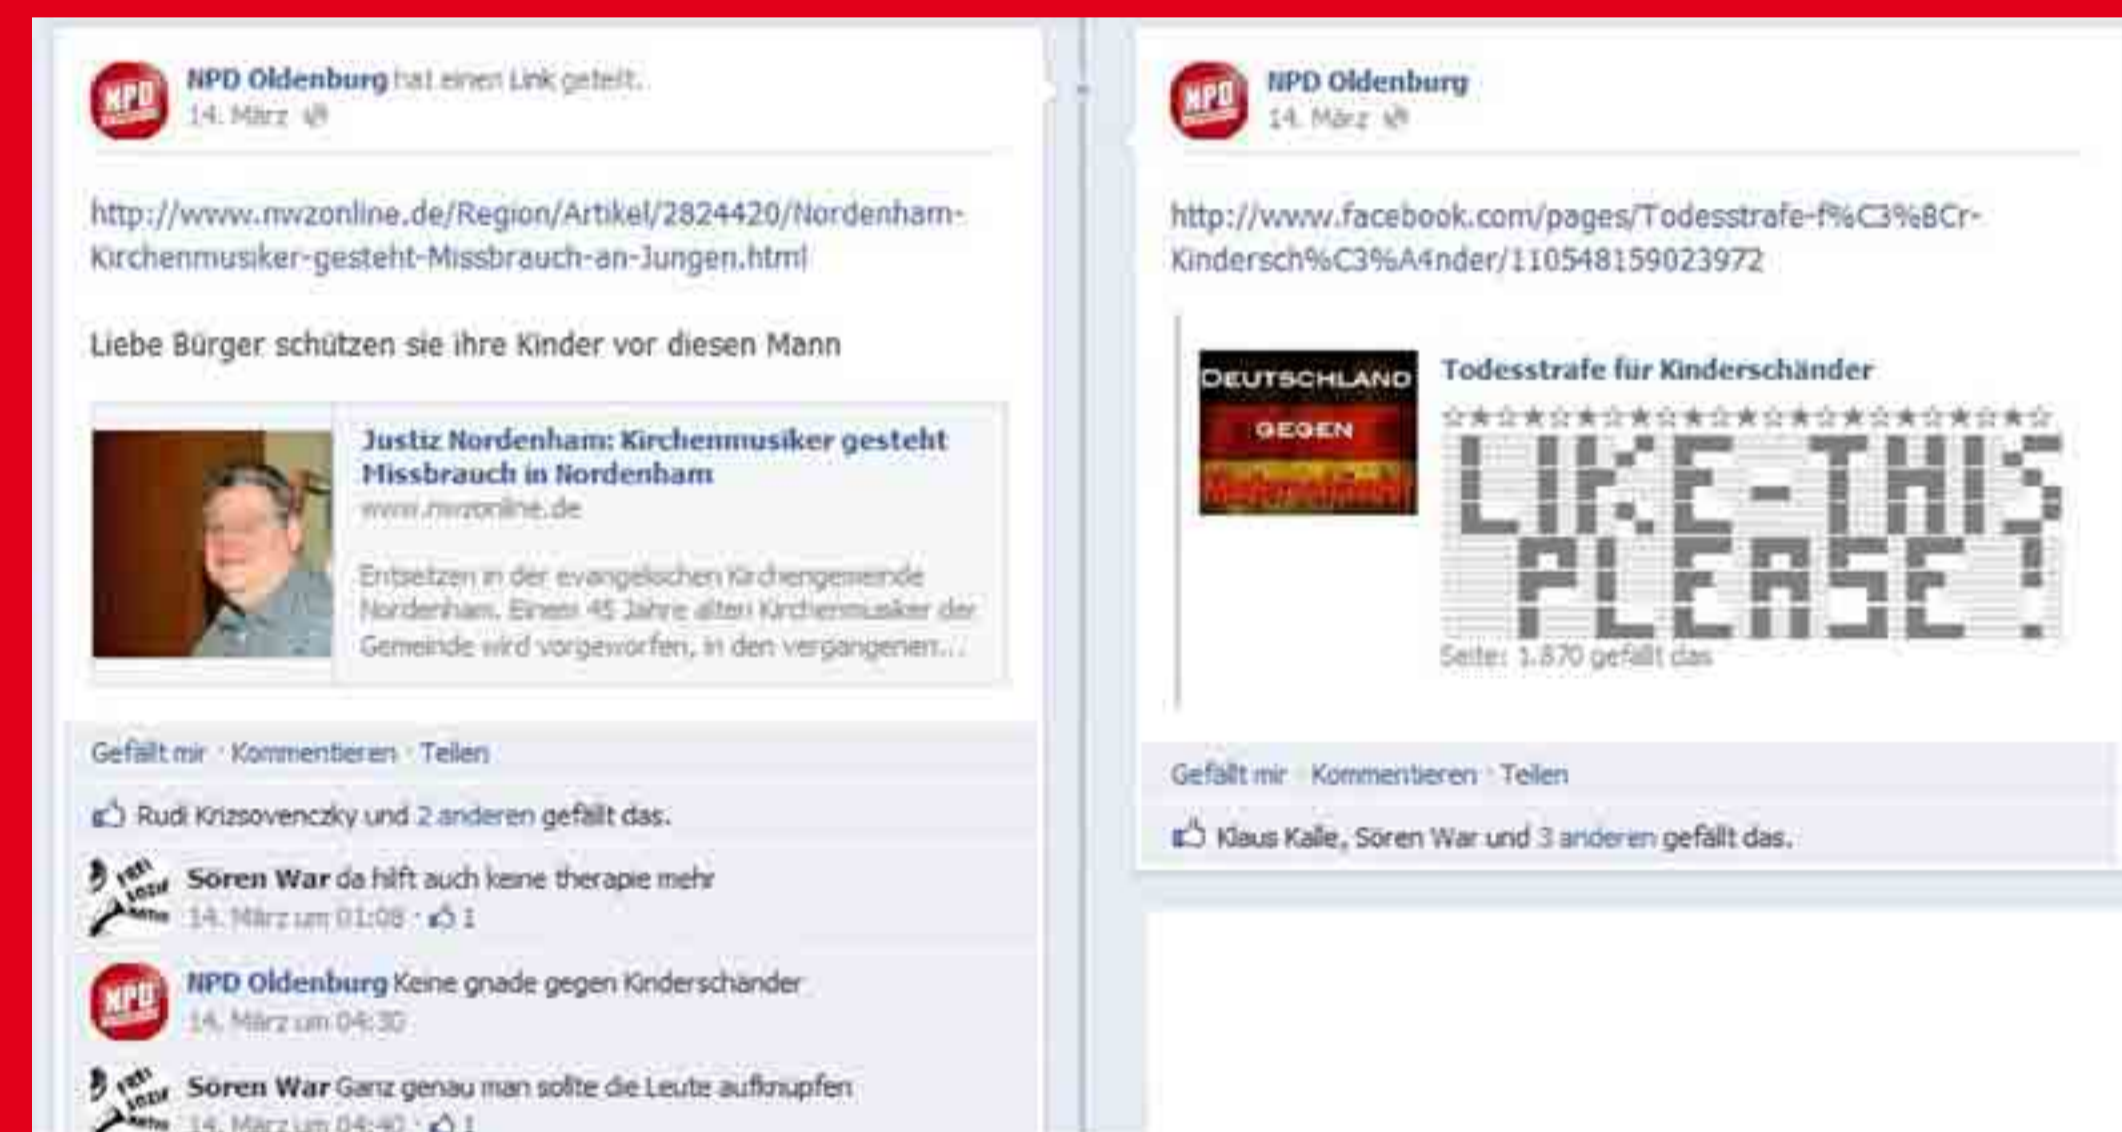 NPD Oldenburg hat einen Link geteilt.
14. März
http://www.nwzonline.de/Region/Artikel/2824420/Nordenham-
Kirchenmusiker-gesteht-Missbrauch-an-Jungen.html
Liebe Bürger schützen sie ihre Kinder vor diesen Mann
Justiz Nordenham: Kirchenmusiker gesteht
Missbrauch in Nordenham
www.nwzonline.de
Entsetzen in der evangelischen Kirchengemeinde
Nordenham. Einem 45 Jahre alten Kirchenmusiker der
Gemeinde wird vorgeworfen, in den vergangenen...
Gefällt mir · Kommentieren · Teilen
Rudi Krizsovenczky und 2 anderen gefällt das.
Sören War da hilft auch keine therapie mehr
14. März um 01:08 · 1
NPD
NPD Oldenburg Keine gnade gegen Kinderschänder
14. März um 04:30
Sören War Ganz genau man sollte die Leute aufknupfen
14. März um 04:40 · 1
NPD
NPD Oldenburg
14. März
http://www.facebook.com/pages/Todesstrafe-f%C3%BCr-
Kindersch%C3%A4nder/110548159023972
DEUTSCHLAND
GEGEN
Todesstrafe für Kinderschänder
☆★☆★☆★☆★☆★☆★☆★☆★☆★☆★☆★☆
LIKE-THIS
PLEASE!
Seite: 1.870 gefällt das
Gefällt mir · Kommentieren · Teilen
Klaus Kalle, Sören War und 3 anderen gefällt das.